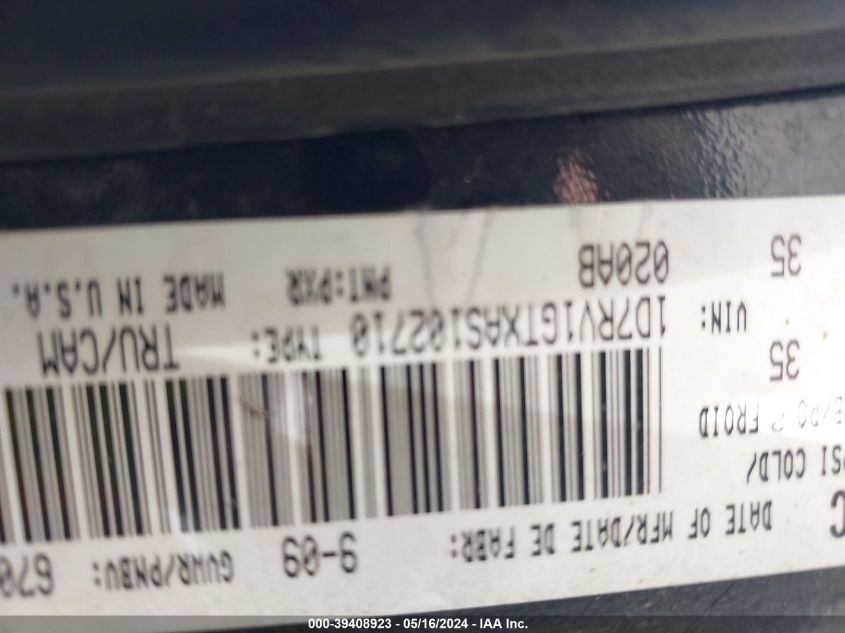 DATE OF MFR/DATE DE FABR: 9-09 GVWR/PNBV: 670
PSI COLD/
FROID 35
VIN: 1D7RV1GTXAS102710 TYPE: TRU/CAM
35 020AB PNT:PXR MADE IN U.S.A.
000-39408923 - 05/16/2024 - IAA Inc.